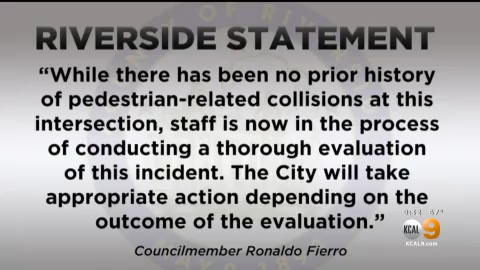 RIVERSIDE STATEMENT
“While there has been no prior history
of pedestrian-related collisions at this
intersection, staff is now in the process
of conducting a thorough evaluation
of this incident. The City will take
appropriate action depending on the
outcome of the evaluation.”
Councilmember Ronaldo Fierro
KCAL 9
KCAL9.COM